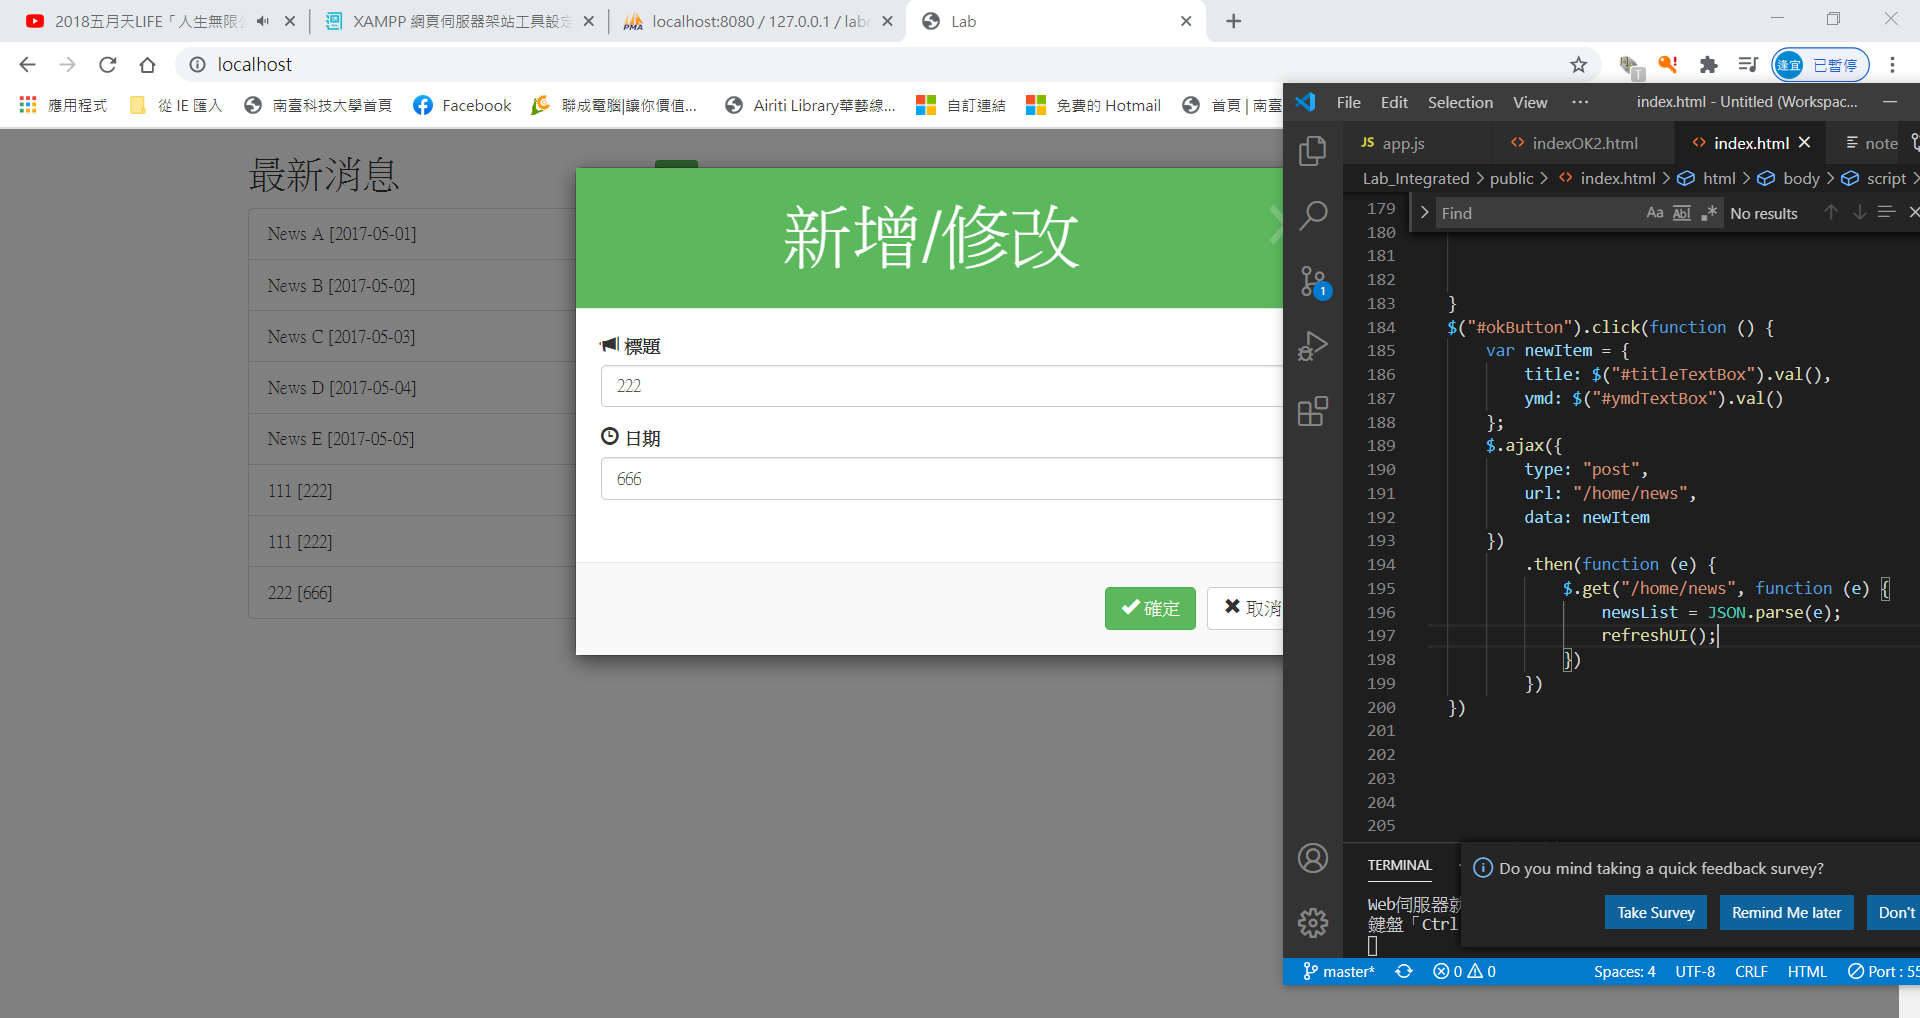 2018五月天LIFE「人生無限公
XAMPP 網頁伺服器架站工具設定
localhost:8080 / 127.0.0.1 / lab
Lab
localhost
逢宜 已暫停
應用程式 從 IE 匯入 南臺科技大學首頁 Facebook 聯成電腦|讓你價值... Airiti Library華藝線... 自訂連結 免費的 Hotmail 首頁 | 南臺
最新消息
News A [2017-05-01]
News B [2017-05-02]
News C [2017-05-03]
News D [2017-05-04]
News E [2017-05-05]
111 [222]
111 [222]
222 [666]
新增/修改
標題
222
日期
666
確定 取消
File Edit Selection View ··· index.html - Untitled (Workspac...
JS app.js <> indexOK2.html <> index.html note
Lab_Integrated > public > <> index.html > html > body > script >
Find Aa Abl .* No results
179
180
181
182
183 }
184 $("#okButton").click(function () {
185 var newItem = {
186 title: $("#titleTextBox").val(),
187 ymd: $("#ymdTextBox").val()
188 };
189 $.ajax({
190 type: "post",
191 url: "/home/news",
192 data: newItem
193 })
194 .then(function (e) {
195 $.get("/home/news", function (e) {
196 newsList = JSON.parse(e);
197 refreshUI();
198 })
199 })
200 })
201
202
203
204
205
1
TERMINAL
Web伺服器就
鍵盤「Ctrl
Do you mind taking a quick feedback survey?
Take Survey Remind Me later Don't
master* 0 0 Spaces: 4 UTF-8 CRLF HTML Port : 55